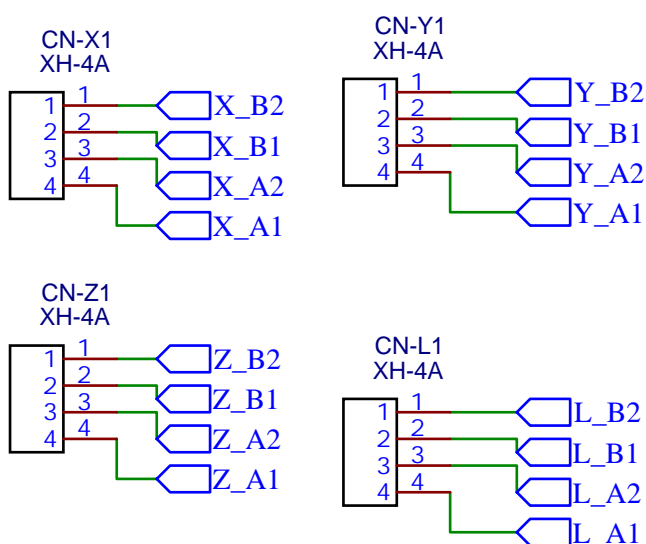 CN-X1
XH-4A
1 1 X_B2
2 2 X_B1
3 3 X_A2
4 4 X_A1
CN-Y1
XH-4A
1 1 Y_B2
2 2 Y_B1
3 3 Y_A2
4 4 Y_A1
CN-Z1
XH-4A
1 1 Z_B2
2 2 Z_B1
3 3 Z_A2
4 4 Z_A1
CN-L1
XH-4A
1 1 L_B2
2 2 L_B1
3 3 L_A2
4 4 L_A1